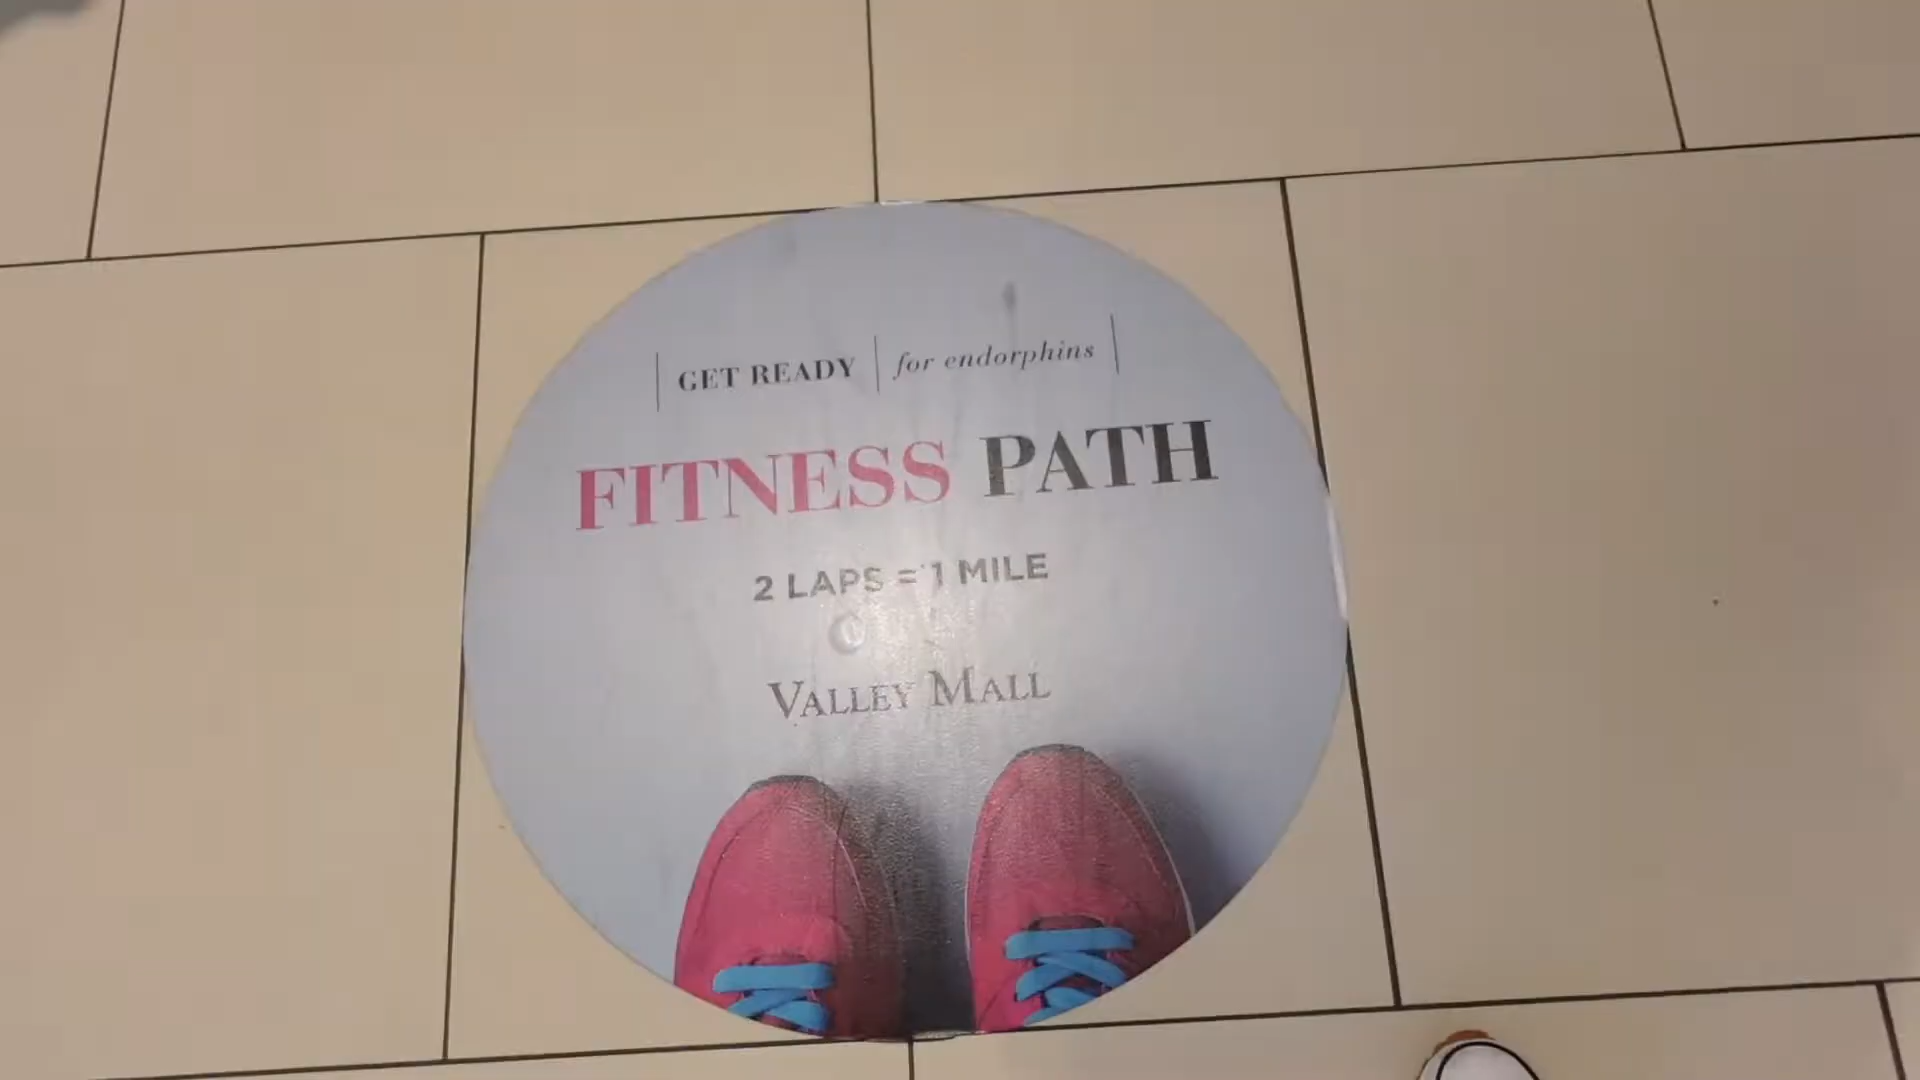 GET READY for endorphins
FITNESS PATH
2 LAPS = 1 MILE
VALLEY MALL